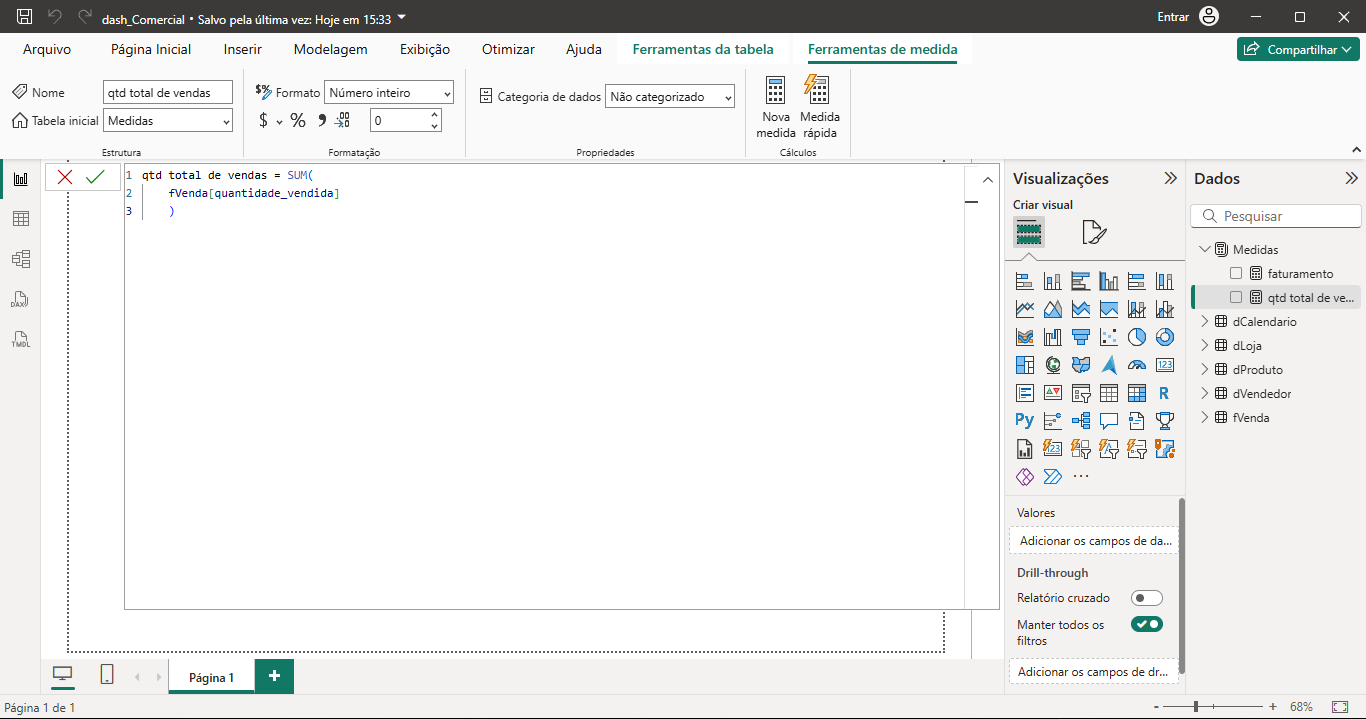 dash_Comercial • Salvo pela última vez: Hoje em 15:33
Entrar
Arquivo Página Inicial Inserir Modelagem Exibição Otimizar Ajuda Ferramentas da tabela Ferramentas de medida Compartilhar
Nome qtd total de vendas
Tabela inicial Medidas
Estrutura
$% Formato Número inteiro
$ % 0
Formatação
Categoria de dados Não categorizado
Propriedades
Nova medida
Medida rápida
Cálculos
1 qtd total de vendas = SUM(
2 fVenda[quantidade_vendida]
3 )
DAX
TMDL
Visualizações
Criar visual
123
R
Py
123
Valores
Adicionar os campos de da...
Drill-through
Relatório cruzado
Manter todos os
filtros
Adicionar os campos de dr...
Dados
Pesquisar
Medidas
faturamento
qtd total de ve...
dCalendario
dLoja
dProduto
dVendedor
fVenda
Página 1
+
Página 1 de 1
- + 68%